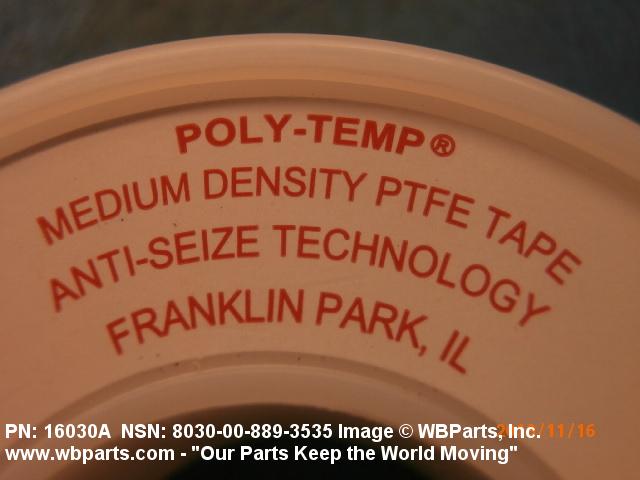 POLY-TEMP®
MEDIUM DENSITY PTFE TAPE
ANTI-SEIZE TECHNOLOGY
FRANKLIN PARK, IL
PN: 16030A NSN: 8030-00-889-3535 Image © WBParts, Inc.
www.wbparts.com - "Our Parts Keep the World Moving"